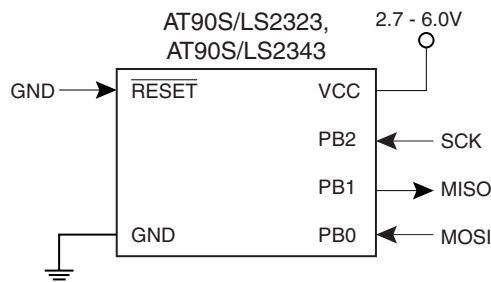 AT90S/LS2323,
AT90S/LS2343
2.7 - 6.0V
GND
RESET
VCC
PB2
SCK
PB1
MISO
GND
PB0
MOSI